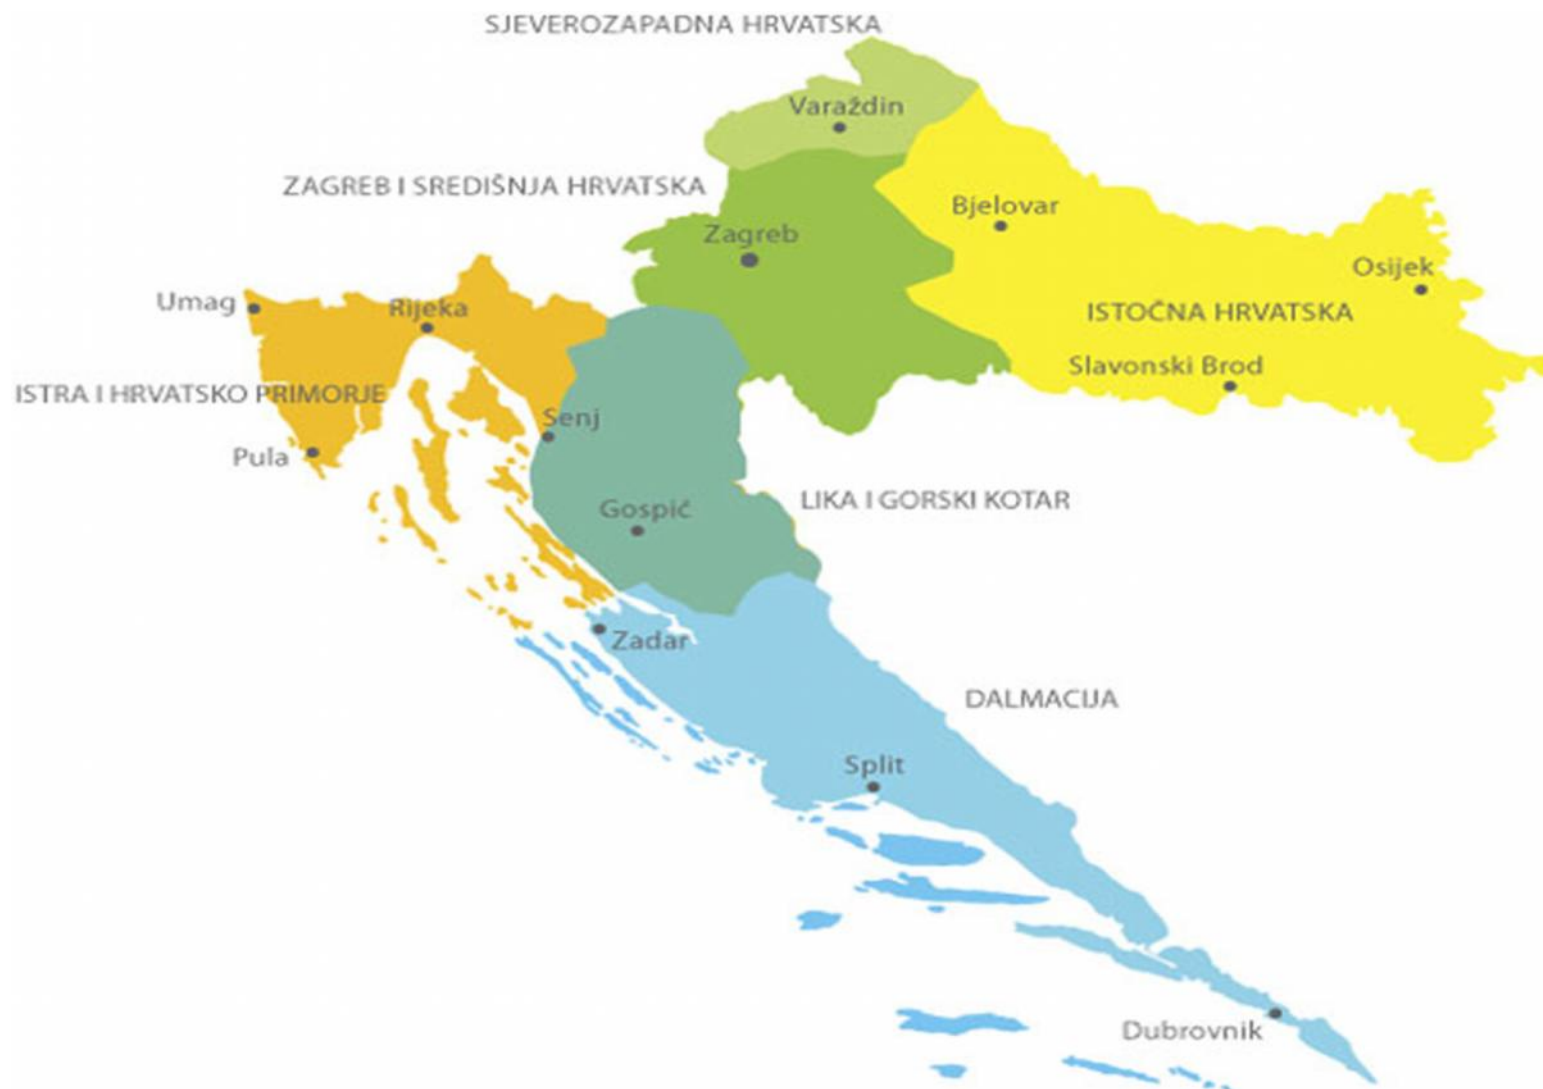 SJEVEROZAPADNA HRVATSKA
Varaždin
ZAGREB I SREDIŠNJA HRVATSKA
Bjelovar
Zagreb
Osijek
Umag
Rijeka
ISTOČNA HRVATSKA
Slavonski Brod
ISTRA I HRVATSKO PRIMORJE
Senj
Pula
LIKA I GORSKI KOTAR
Gospić
Zadar
DALMACIJA
Split
Dubrovnik